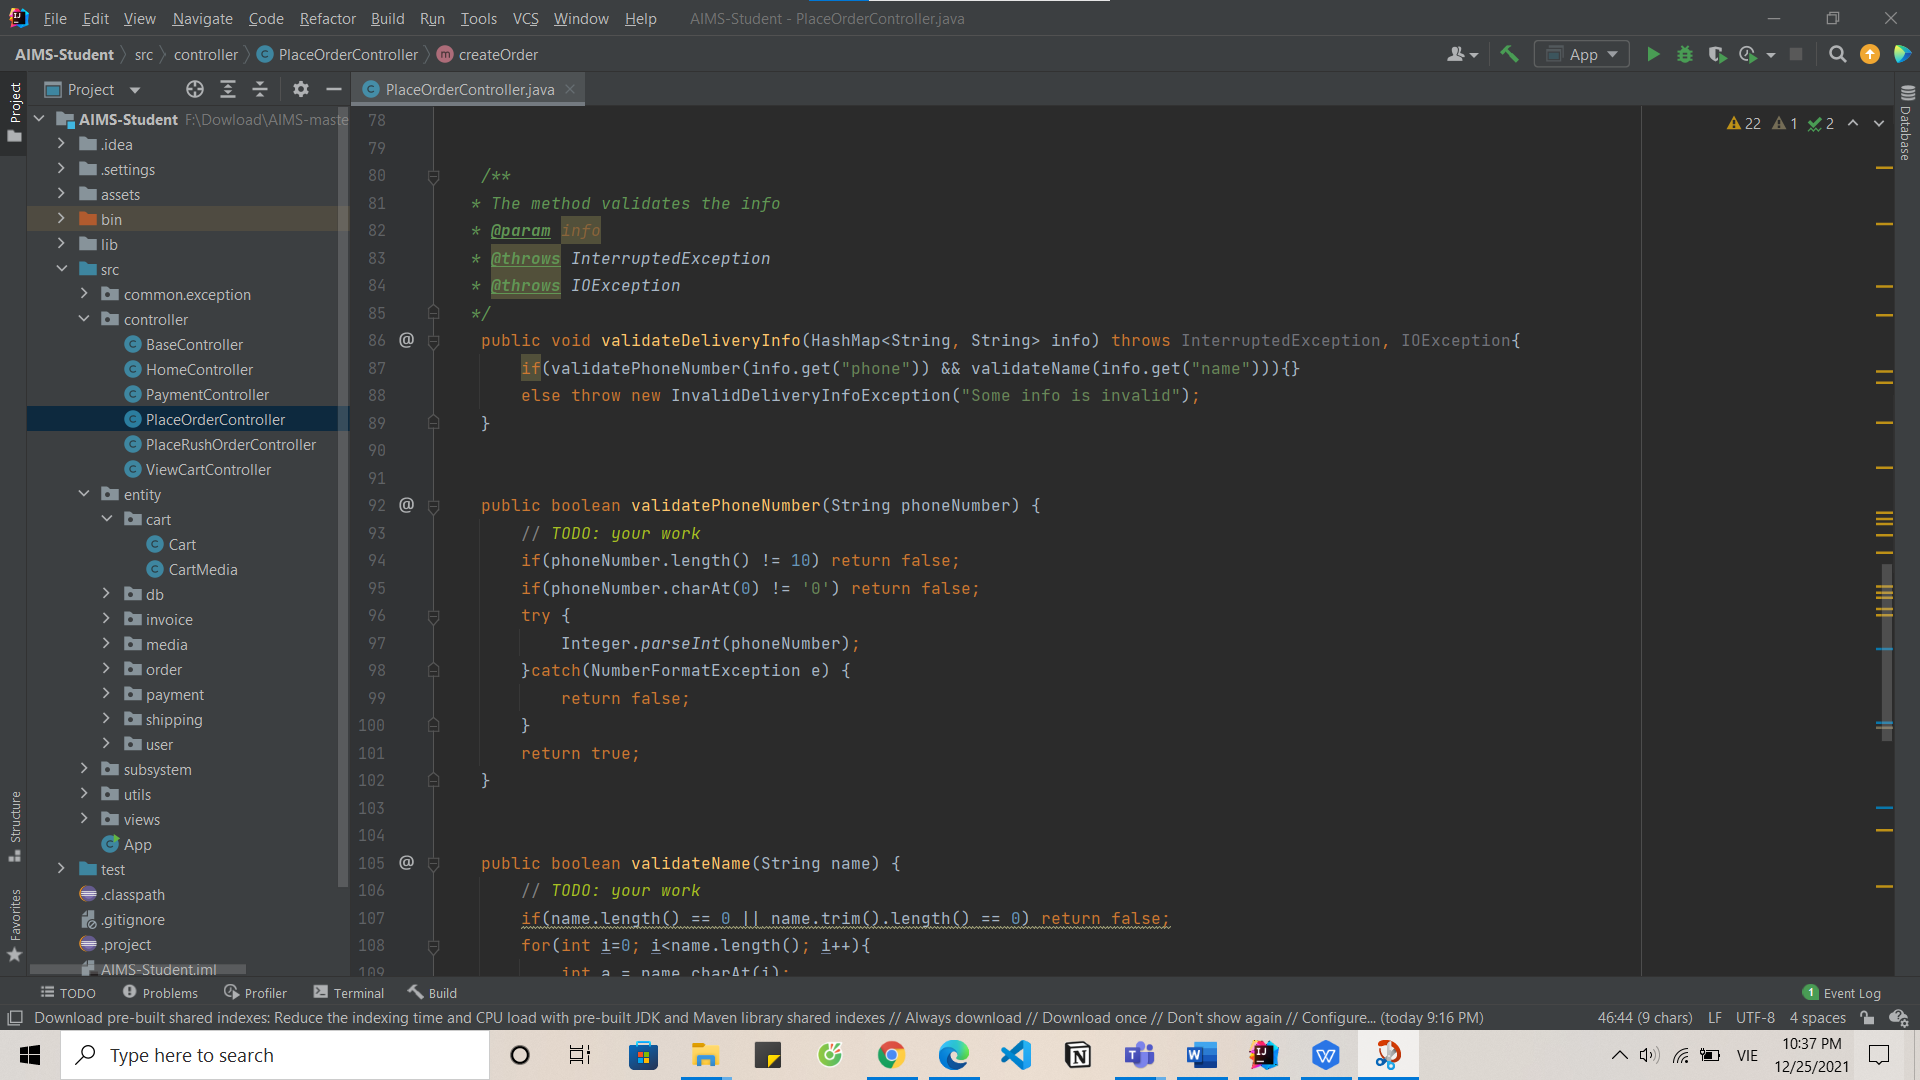 File Edit View Navigate Code Refactor Build Run Tools VCS Window Help AIMS-Student - PlaceOrderController.java
AIMS-Student src controller PlaceOrderController createOrder App
Project
PlaceOrderController.java
AIMS-Student F:\Dowload\AIMS-maste
.idea
.settings
assets
bin
lib
src
common.exception
controller
BaseController
HomeController
PaymentController
PlaceOrderController
PlaceRushOrderController
ViewCartController
entity
cart
Cart
CartMedia
db
invoice
media
order
payment
shipping
user
subsystem
utils
views
App
test
.classpath
.gitignore
.project
AIMS-Student.iml
Project
Structure
Favorites
Database
22 1 2
78
79
80 /**
81 * The method validates the info
82 * @param info
83 * @throws InterruptedException
84 * @throws IOException
85 */
86 @ public void validateDeliveryInfo(HashMap<String, String> info) throws InterruptedException, IOException{
87 if(validatePhoneNumber(info.get("phone")) && validateName(info.get("name"))){}
88 else throw new InvalidDeliveryInfoException("Some info is invalid");
89 }
90
91
92 @ public boolean validatePhoneNumber(String phoneNumber) {
93 // TODO: your work
94 if(phoneNumber.length() != 10) return false;
95 if(phoneNumber.charAt(0) != '0') return false;
96 try {
97 Integer.parseInt(phoneNumber);
98 }catch(NumberFormatException e) {
99 return false;
100 }
101 return true;
102 }
103
104
105 @ public boolean validateName(String name) {
106 // TODO: your work
107 if(name.length() == 0 || name.trim().length() == 0) return false;
108 for(int i=0; i<name.length(); i++){
109 int a = name.charAt(i);
TODO Problems Profiler Terminal Build 1 Event Log
Download pre-built shared indexes: Reduce the indexing time and CPU load with pre-built JDK and Maven library shared indexes // Always download // Download once // Don't show again // Configure... (today 9:16 PM) 46:44 (9 chars) LF UTF-8 4 spaces
Type here to search
VIE
10:37 PM
12/25/2021